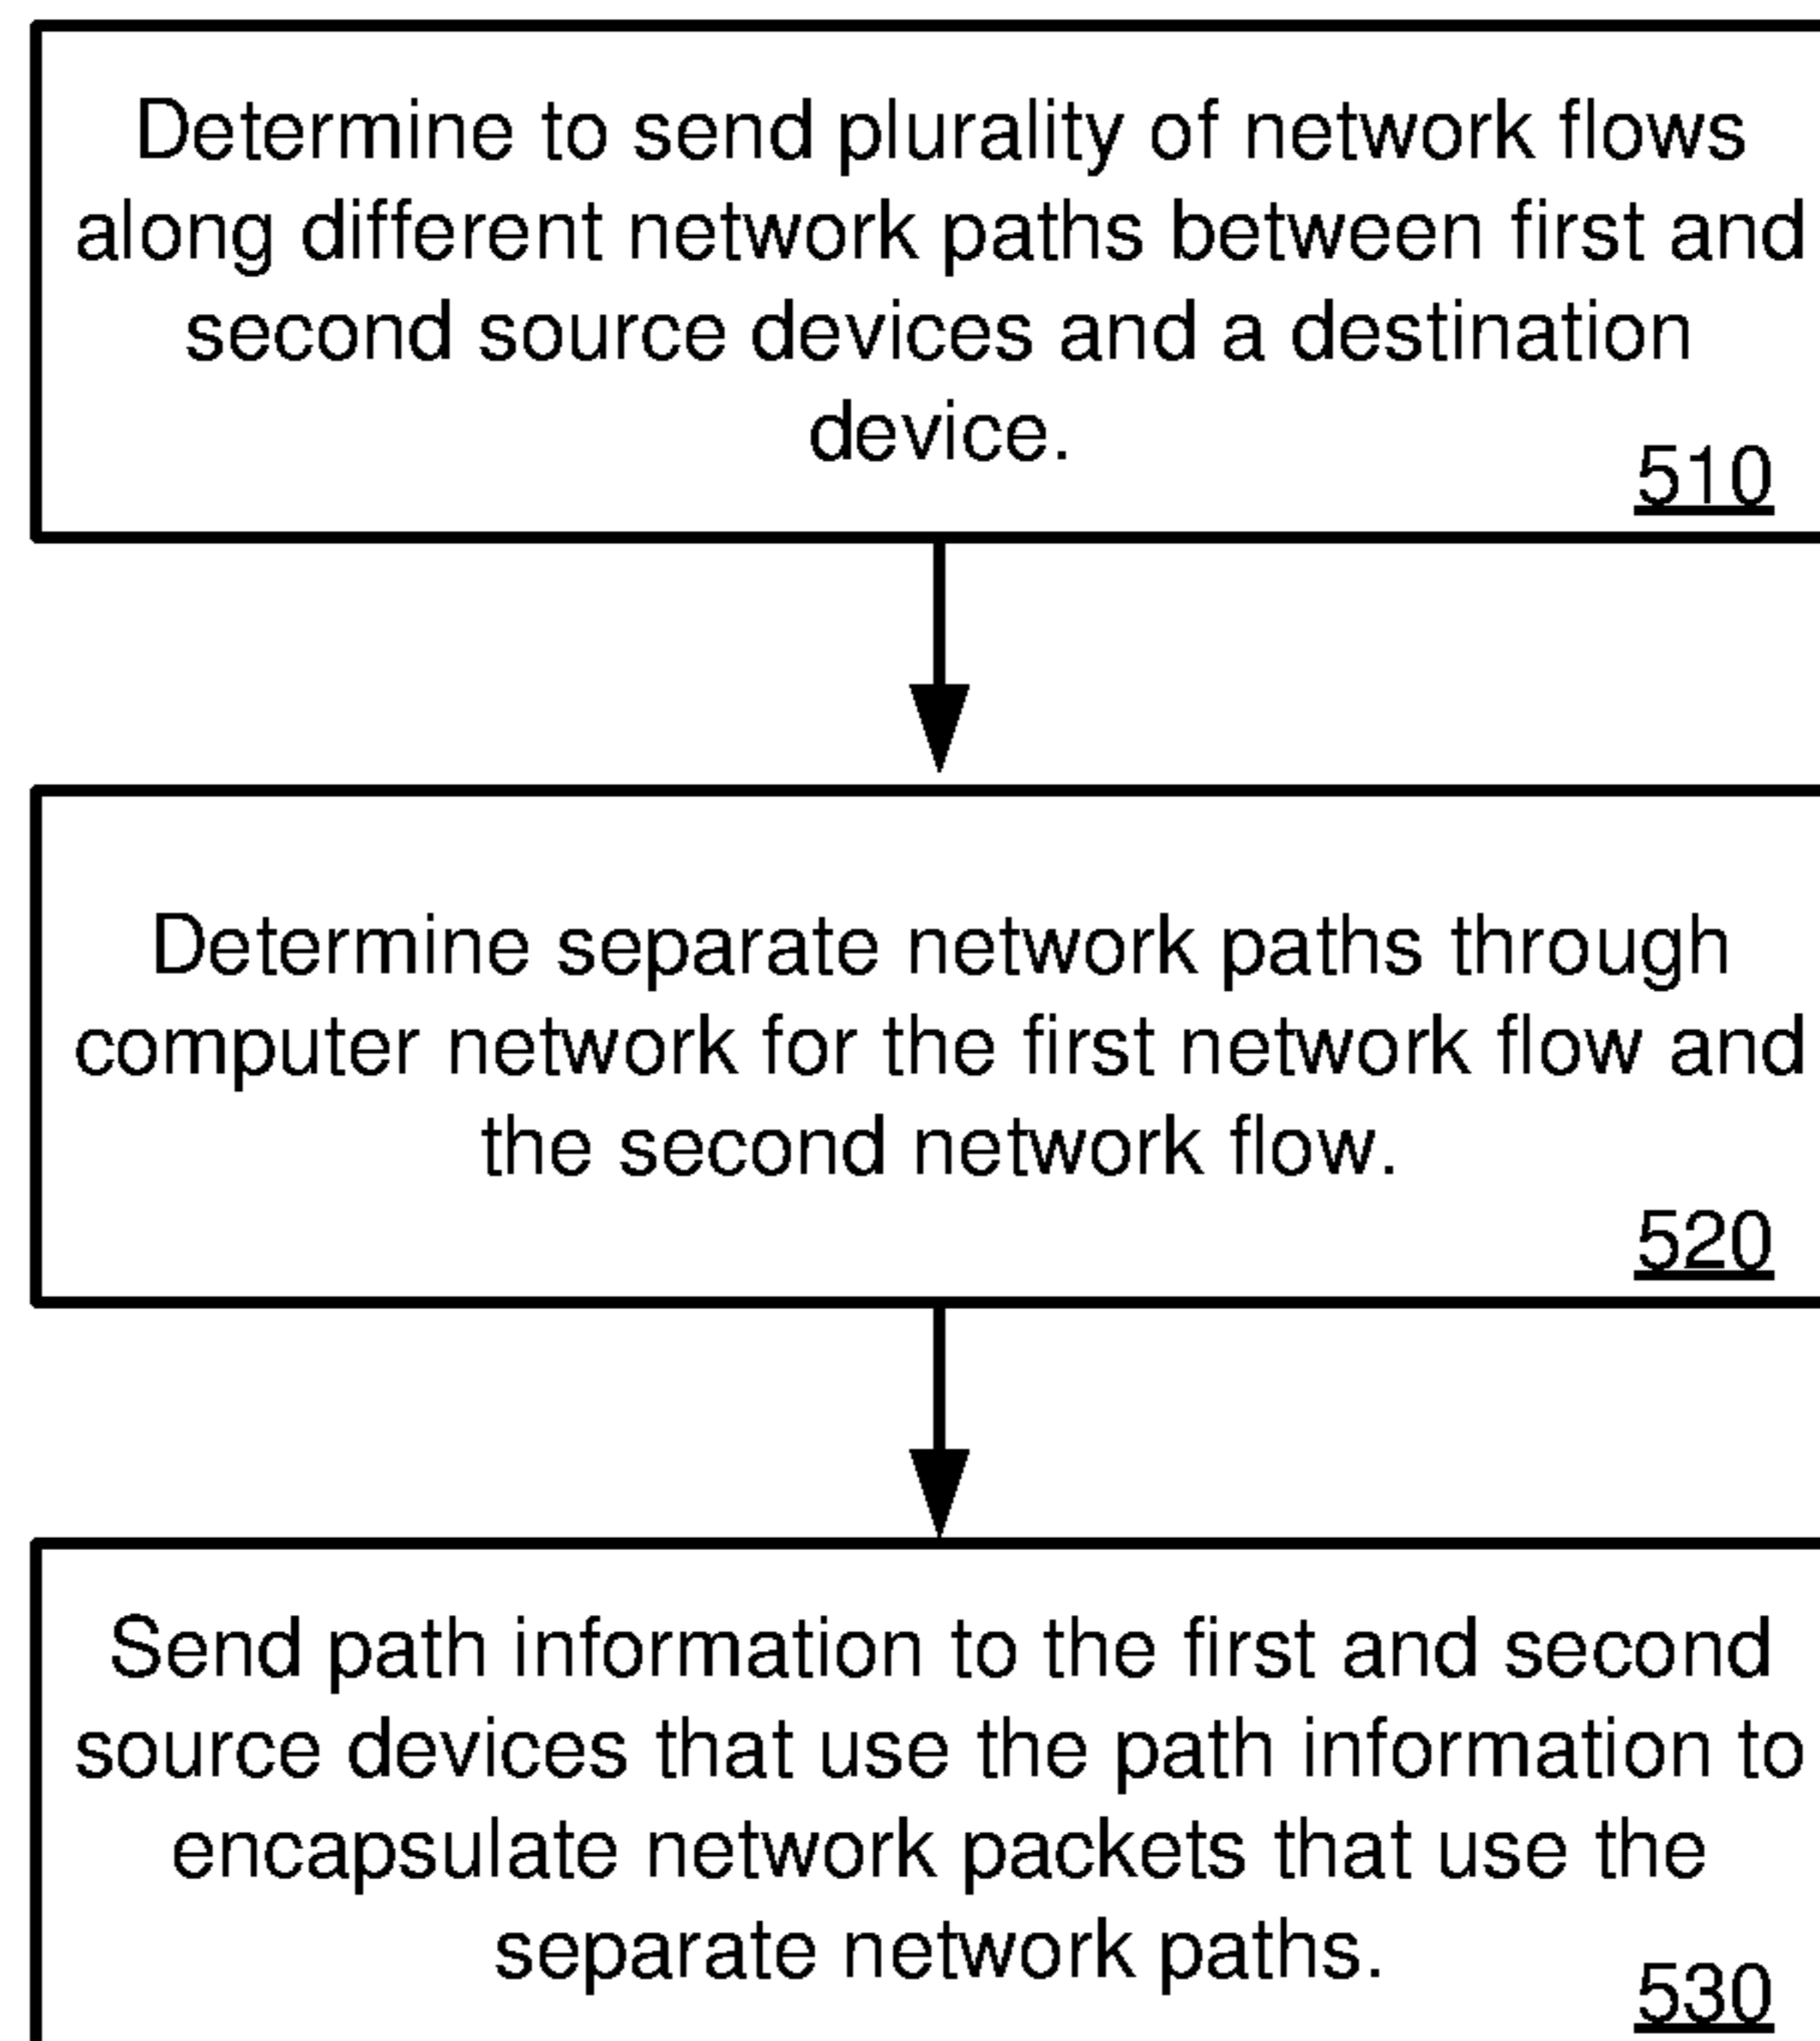 Determine to send plurality of network flows
along different network paths between first and
second source devices and a destination
device.
510
Determine separate network paths through
computer network for the first network flow and
the second network flow.
520
Send path information to the first and second
source devices that use the path information to
encapsulate network packets that use the
separate network paths.
530